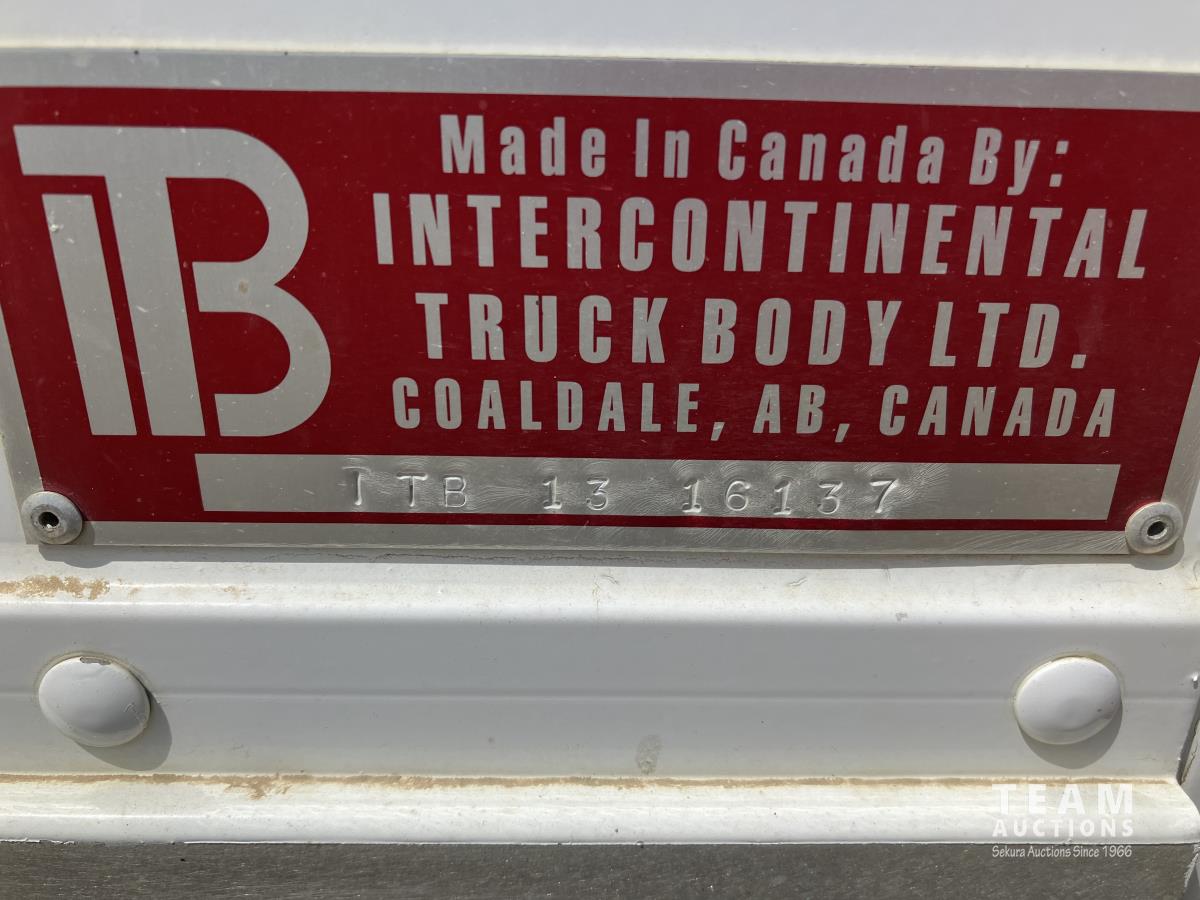 ITB
Made In Canada By:
INTERCONTINENTAL
TRUCK BODY LTD.
COALDALE, AB, CANADA
ITB 13 16137
TEAM
AUCTIONS
Sekura Auctions Since 1966